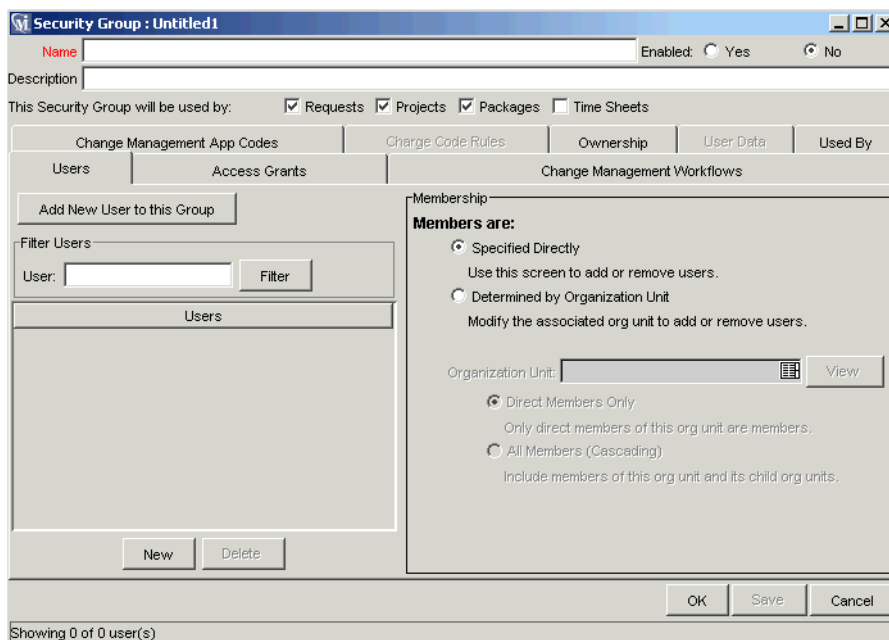 Security Group : Untitled1
Name Enabled: Yes No
Description
This Security Group will be used by: Requests Projects Packages Time Sheets
Change Management App Codes Charge Code Rules Ownership User Data Used By
Users Access Grants Change Management Workflows
Add New User to this Group
Filter Users
User: Filter
Users
New Delete
Membership
Members are:
Specified Directly
Use this screen to add or remove users.
Determined by Organization Unit
Modify the associated org unit to add or remove users.
Organization Unit: View
Direct Members Only
Only direct members of this org unit are members.
All Members (Cascading)
Include members of this org unit and its child org units.
OK Save Cancel
Showing 0 of 0 user(s)